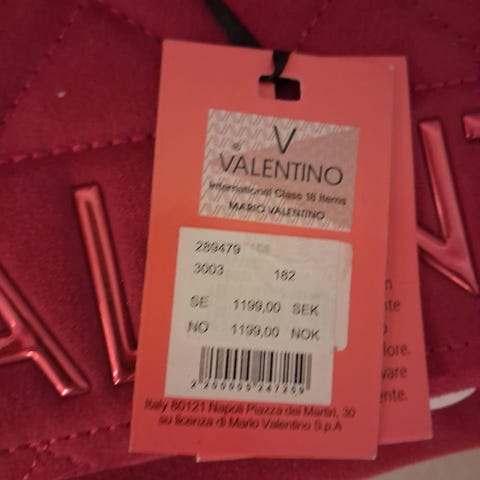 V
VALENTINO
International Class 18 Items
MARIO VALENTINO
289479
3003 182
SE 1199,00 SEK
NO 1199,00 NOK
Italy 80121 Napoli Piazza dei Martiri, 30
su licenza di Mario Valentino S.p.A
ALNT